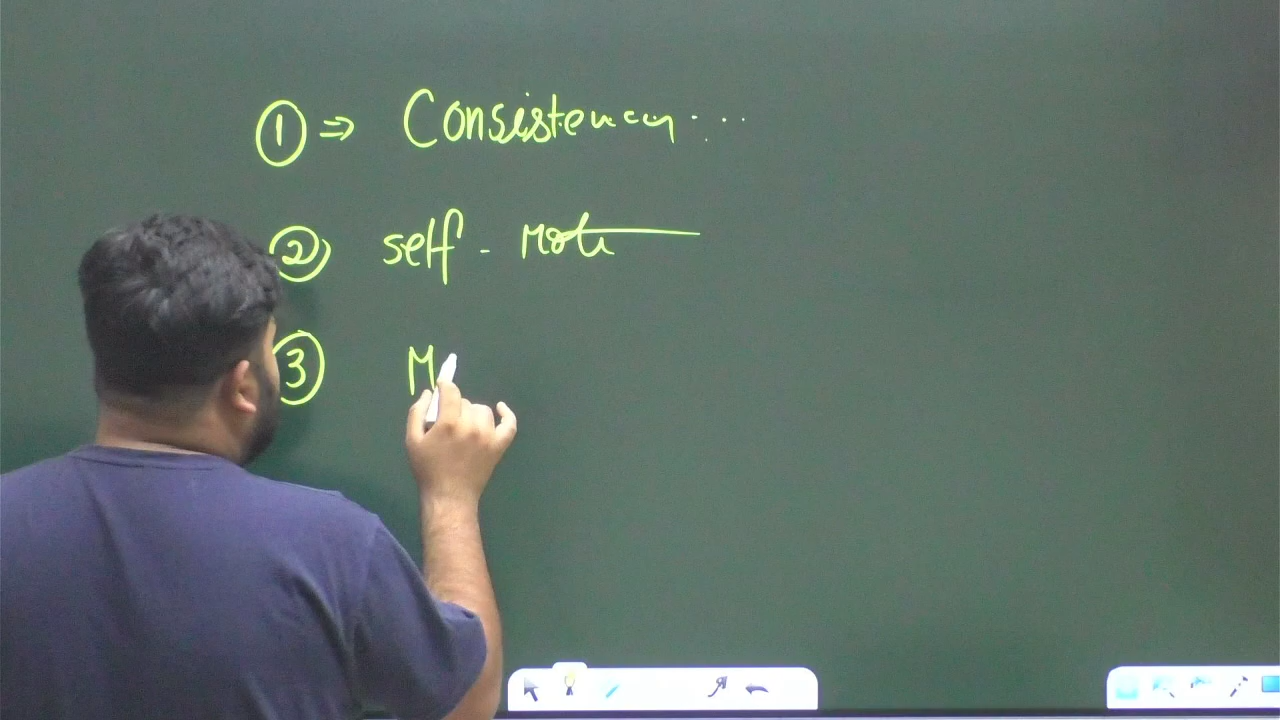 ① ⇒ Consistency ...
② self - Moti
③ M